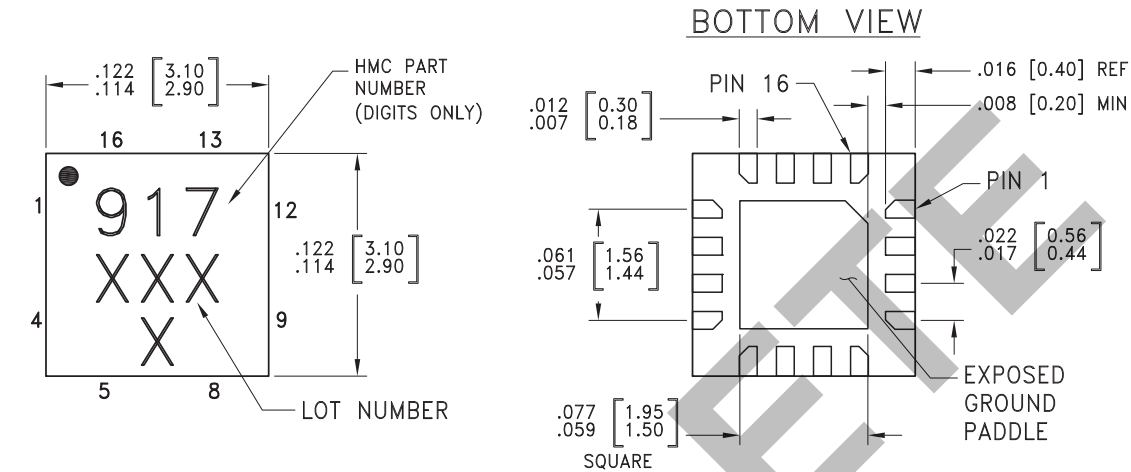 BOTTOM VIEW
.122 [3.10]
.114 [2.90]
HMC PART
NUMBER
(DIGITS ONLY)
16 13
1
4
12
9
5 8
917
XXX
X
.122 [3.10]
.114 [2.90]
LOT NUMBER
PIN 16
.012 [0.30]
.007 [0.18]
.016 [0.40] REF
.008 [0.20] MIN
PIN 1
.061 [1.56]
.057 [1.44]
.022 [0.56]
.017 [0.44]
EXPOSED
GROUND
PADDLE
.077 [1.95]
.059 [1.50]
SQUARE
ETE